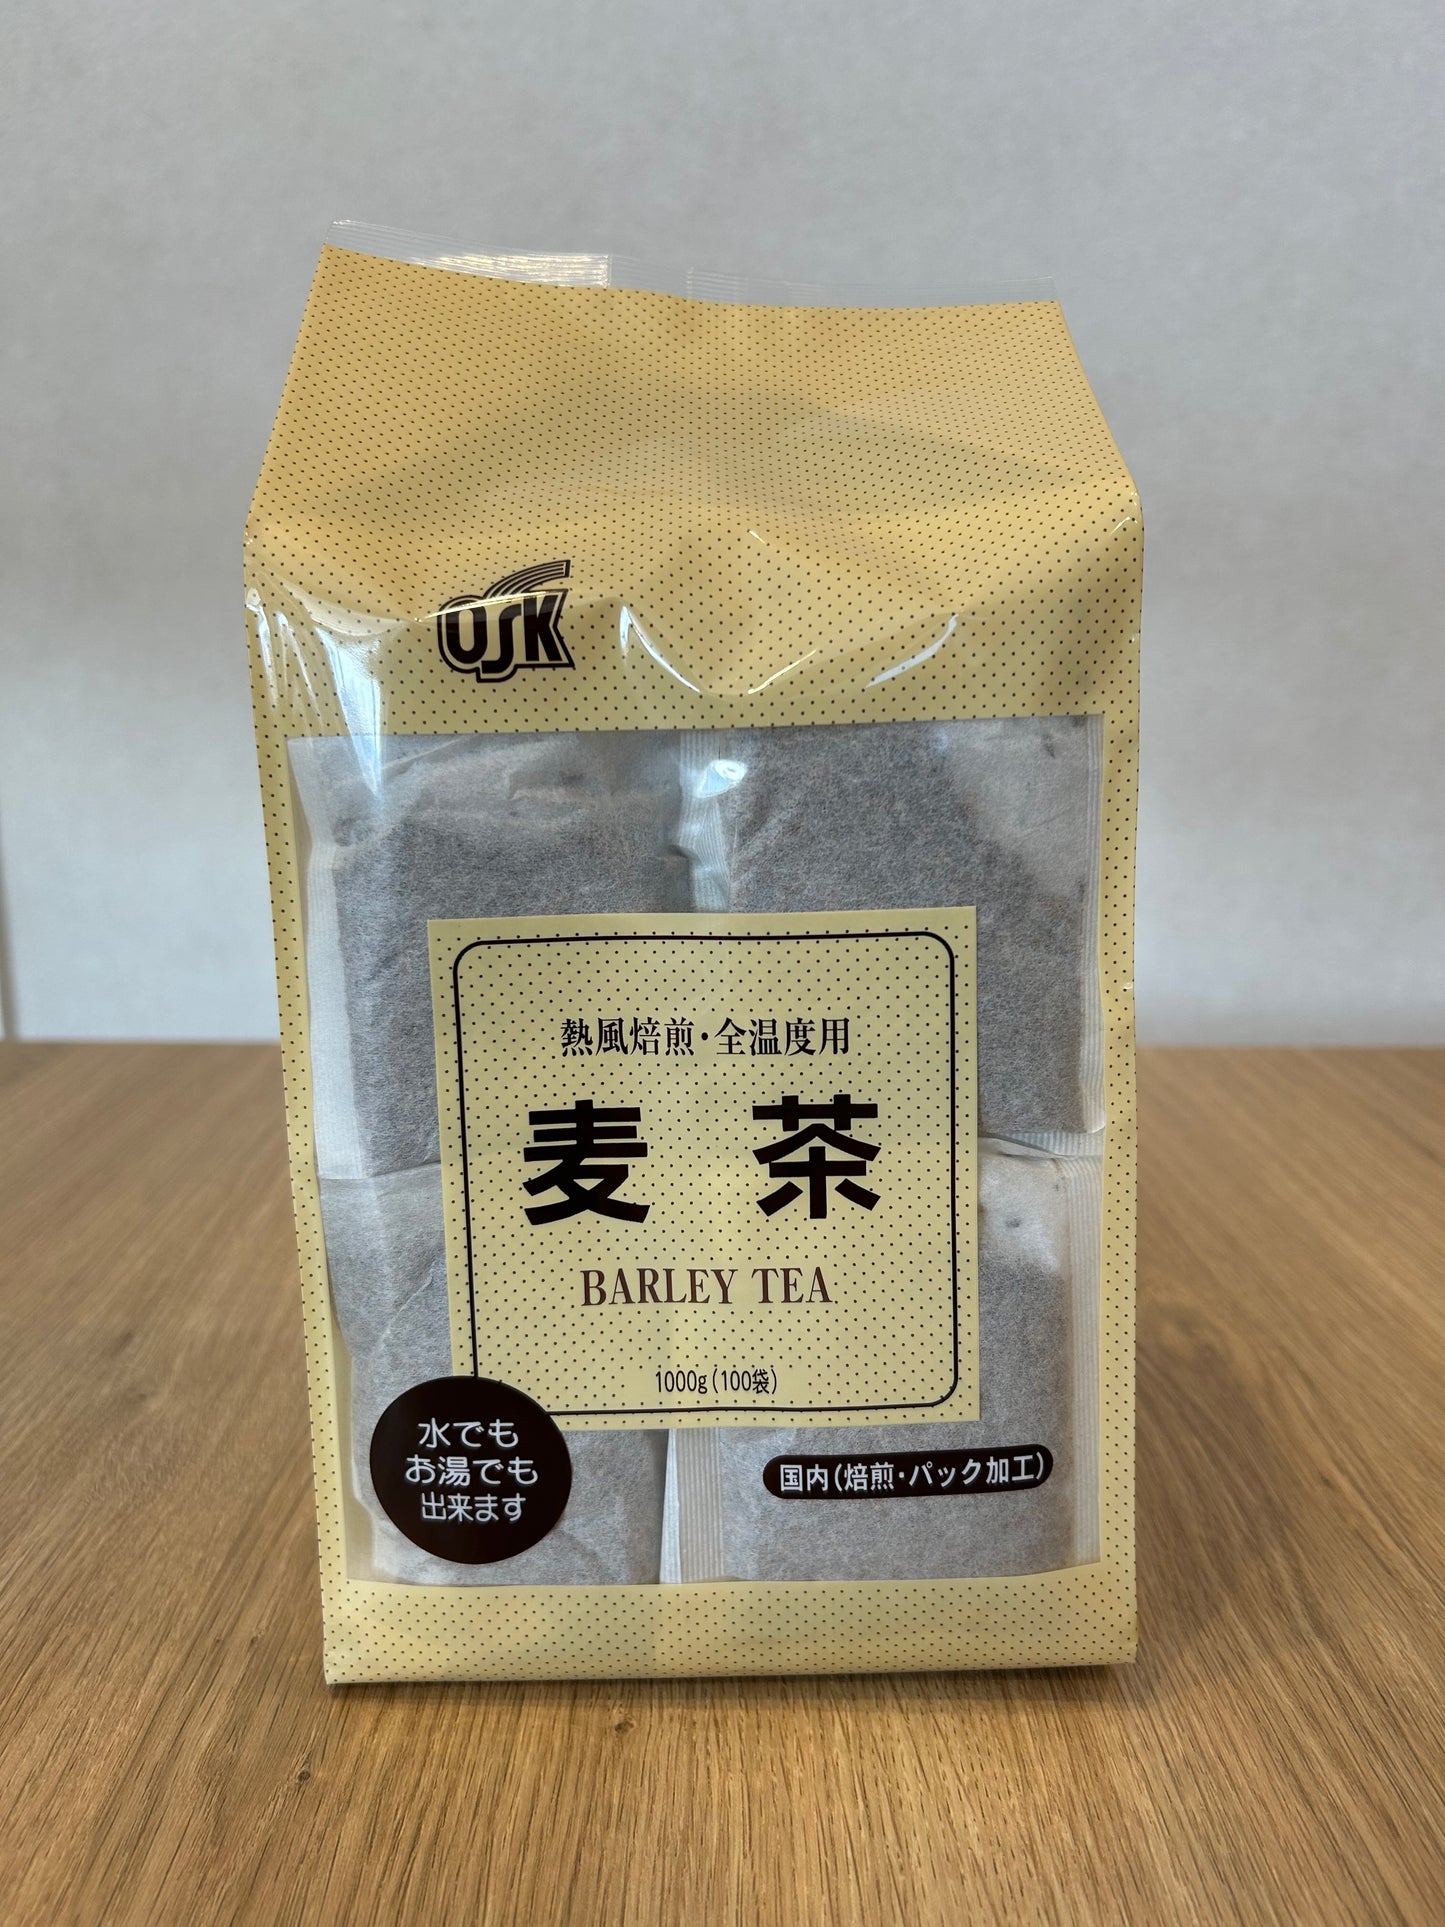 OSK
熱風焙煎・全温度用
麦茶
BARLEY TEA
1000g(100袋)
水でも
お湯でも
出来ます
国内(焙煎・パック加工)